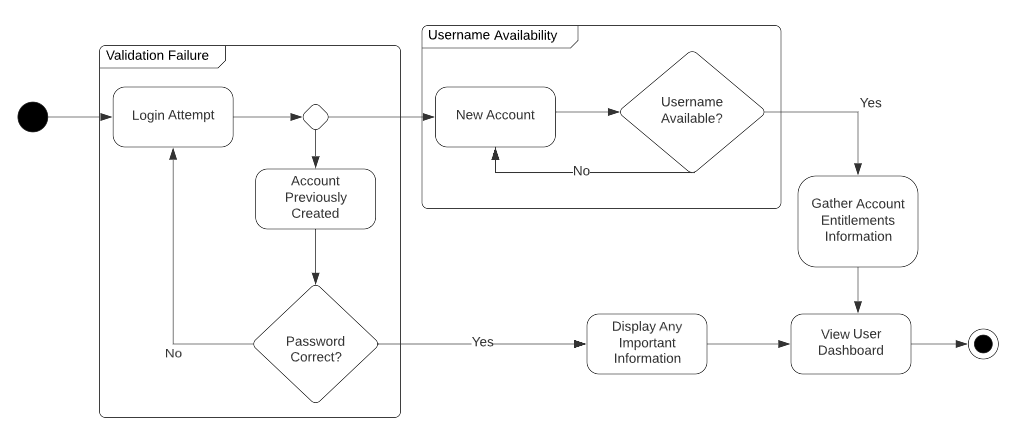 Validation Failure
Username Availability
Login Attempt
New Account
Username
Available?
Yes
No
Account
Previously
Created
Gather Account
Entitlements
Information
Password
Correct?
No
Yes
Display Any
Important
Information
View User
Dashboard